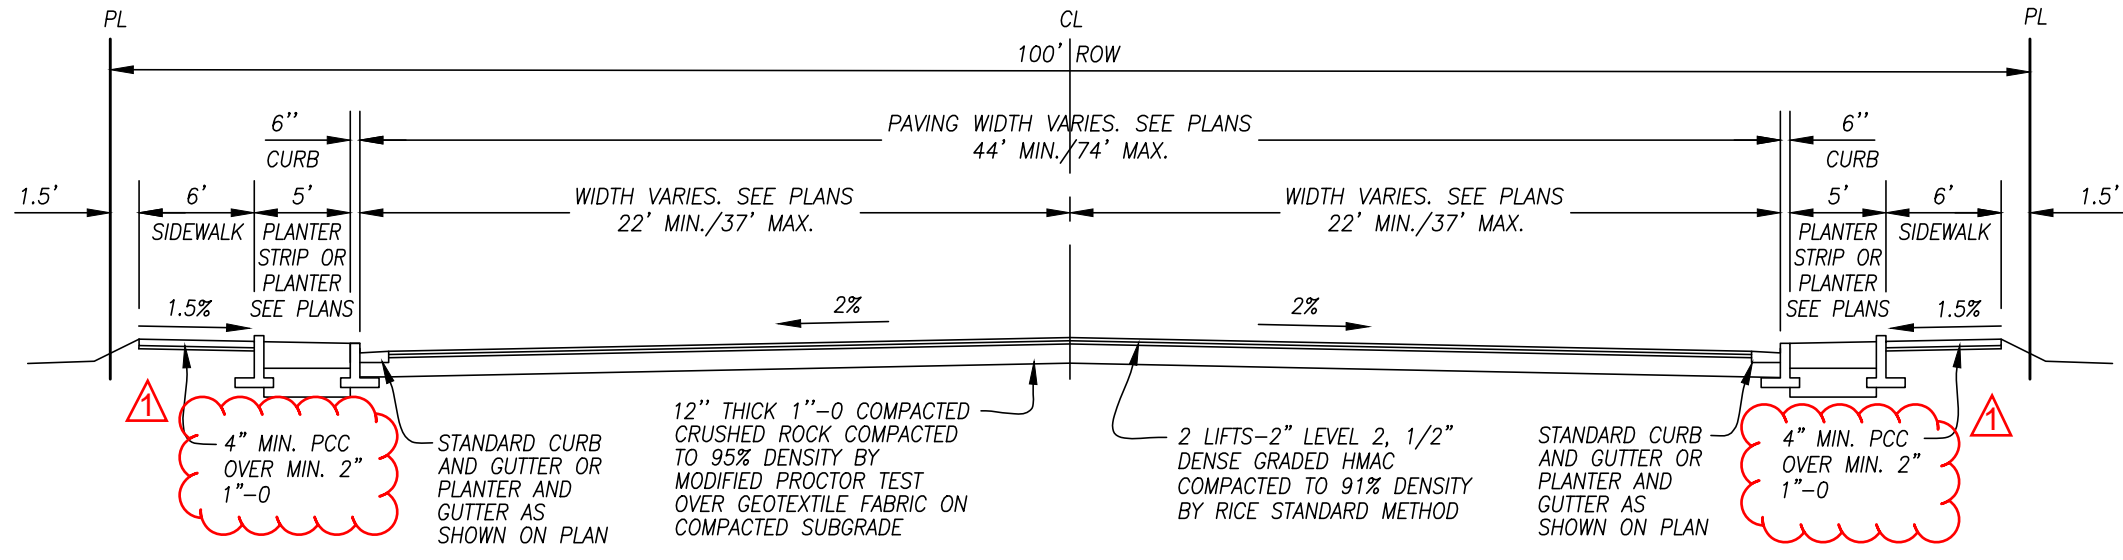 PL
CL
PL
100' ROW
6"
CURB
PAVING WIDTH VARIES. SEE PLANS
44' MIN./74' MAX.
6"
CURB
1.5'
6'
SIDEWALK
5'
PLANTER
STRIP OR
PLANTER
SEE PLANS
WIDTH VARIES. SEE PLANS
22' MIN./37' MAX.
WIDTH VARIES. SEE PLANS
22' MIN./37' MAX.
5'
PLANTER
STRIP OR
PLANTER
SEE PLANS
6'
SIDEWALK
1.5'
1.5%
2%
2%
1.5%
1
4" MIN. PCC
OVER MIN. 2"
1"-0
STANDARD CURB
AND GUTTER OR
PLANTER AND
GUTTER AS
SHOWN ON PLAN
12" THICK 1"-0 COMPACTED
CRUSHED ROCK COMPACTED
TO 95% DENSITY BY
MODIFIED PROCTOR TEST
OVER GEOTEXTILE FABRIC ON
COMPACTED SUBGRADE
2 LIFTS-2" LEVEL 2, 1/2"
DENSE GRADED HMAC
COMPACTED TO 91% DENSITY
BY RICE STANDARD METHOD
STANDARD CURB
AND GUTTER OR
PLANTER AND
GUTTER AS
SHOWN ON PLAN
4" MIN. PCC
OVER MIN. 2"
1"-0
1